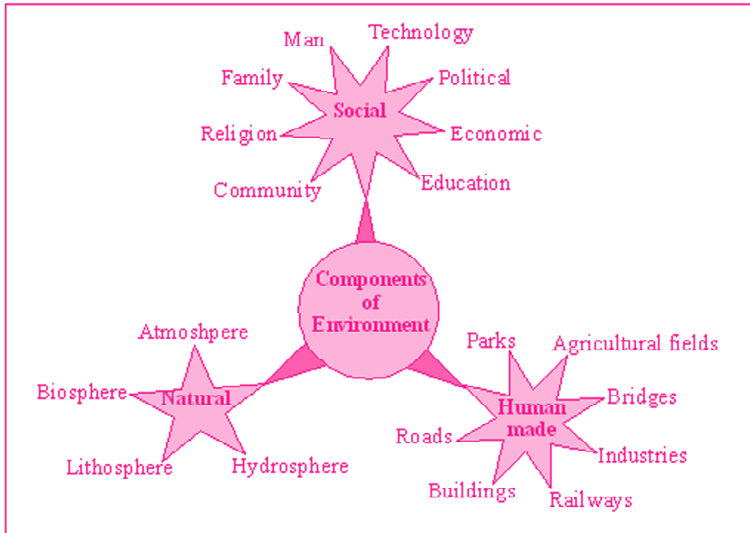 Man
Technology
Family
Political
Social
Religion
Economic
Community
Education
Components
of
Environment
Atmoshpere
Biosphere
Natural
Lithosphere
Hydrosphere
Parks
Agricultural fields
Human
made
Bridges
Roads
Industries
Buildings
Railways